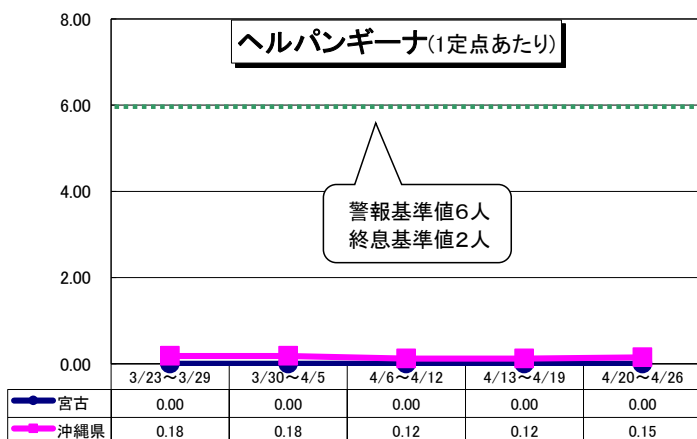 ヘルパンギーナ(1定点あたり)
8.00
6.00
4.00
2.00
0.00
警報基準値6人
終息基準値2人
3/23～3/29 3/30～4/5 4/6～4/12 4/13～4/19 4/20～4/26
宮古 0.00 0.00 0.00 0.00 0.00
沖縄県 0.18 0.18 0.12 0.12 0.15